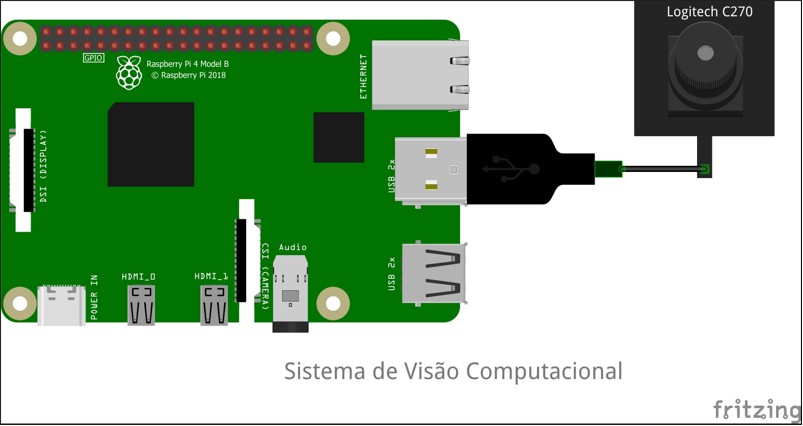 Logitech C270
GPIO
Raspberry Pi 4 Model B
© Raspberry Pi 2018
ETHERNET
DSI (DISPLAY)
USB 2x
CSI (CAMERA)
Audio
HDMI_0
HDMI_1
POWER IN
USB 2x
Sistema de Visão Computacional
fritzing